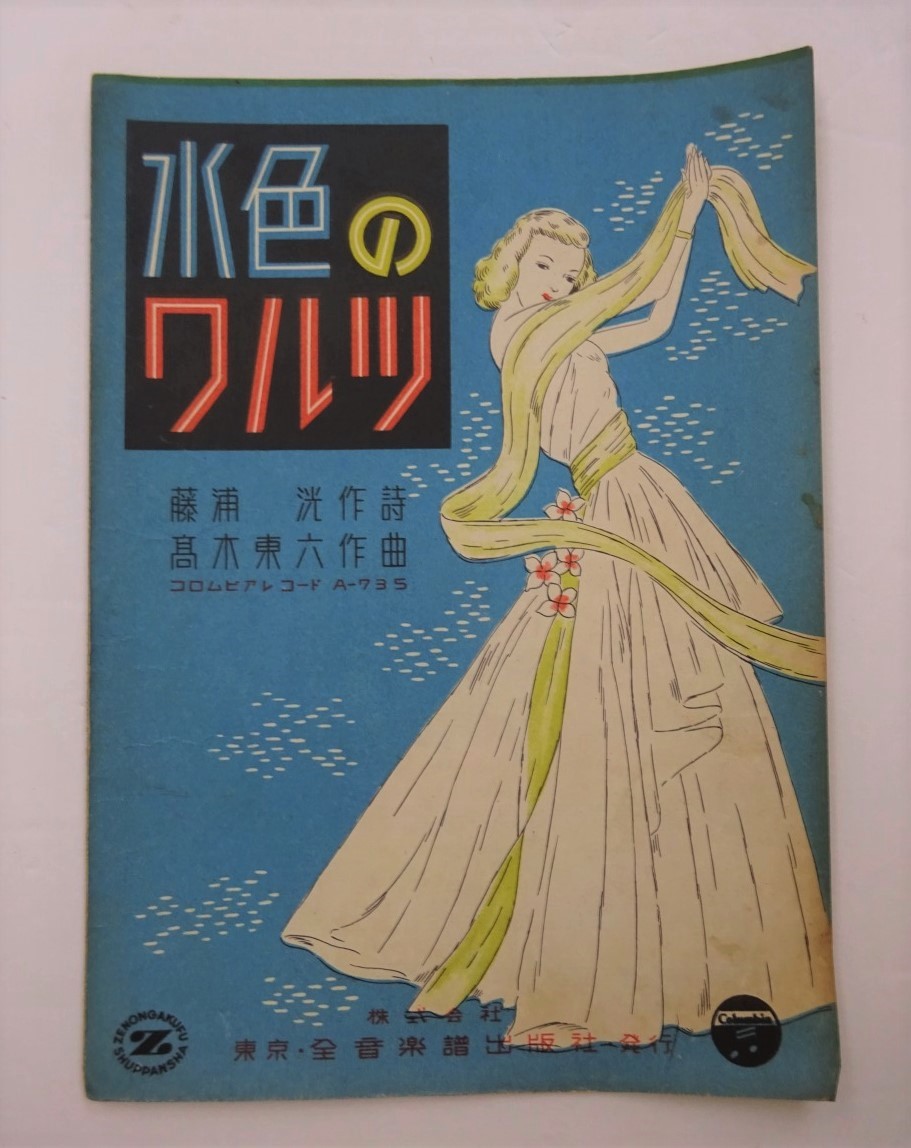 水色の
ワルツ
藤浦 洸作詩
髙木東六作曲
コロムビアレコード A-735
株式会社
東京・全音楽譜出版社・発行
ZENONGAKUFU
Z
SHUPPANSHA
Columbia